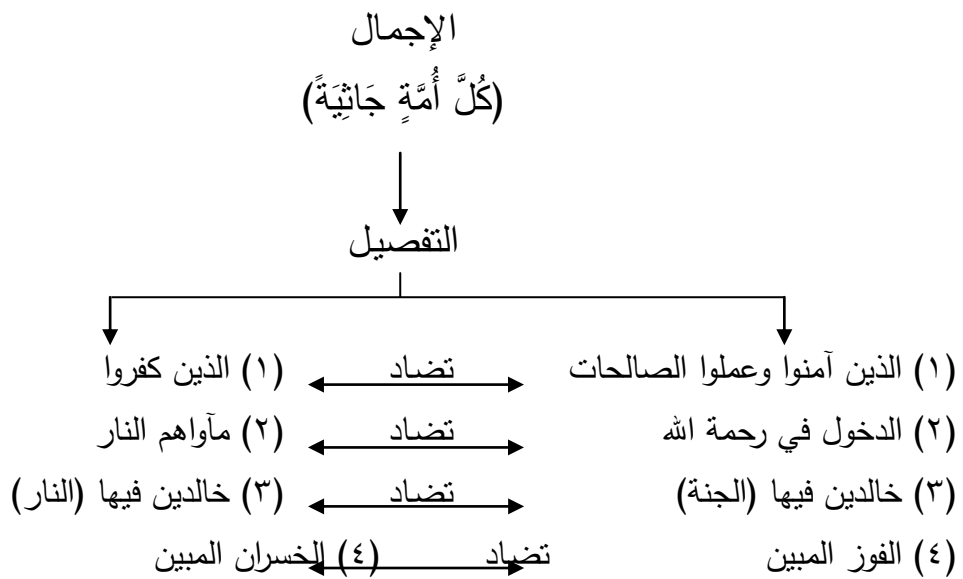 الإجمال
(كُلَّ أُمَّةٍ جَاثِيَةً)
التفصيل
(١) الذين آمنوا وعملوا الصالحات تضاد (١) الذين كفروا
(٢) الدخول في رحمة الله تضاد (٢) مآواهم النار
(٣) خالدين فيها (الجنة) تضاد (٣) خالدين فيها (النار)
(٤) الفوز المبين تضاد (٤) الخسران المبين